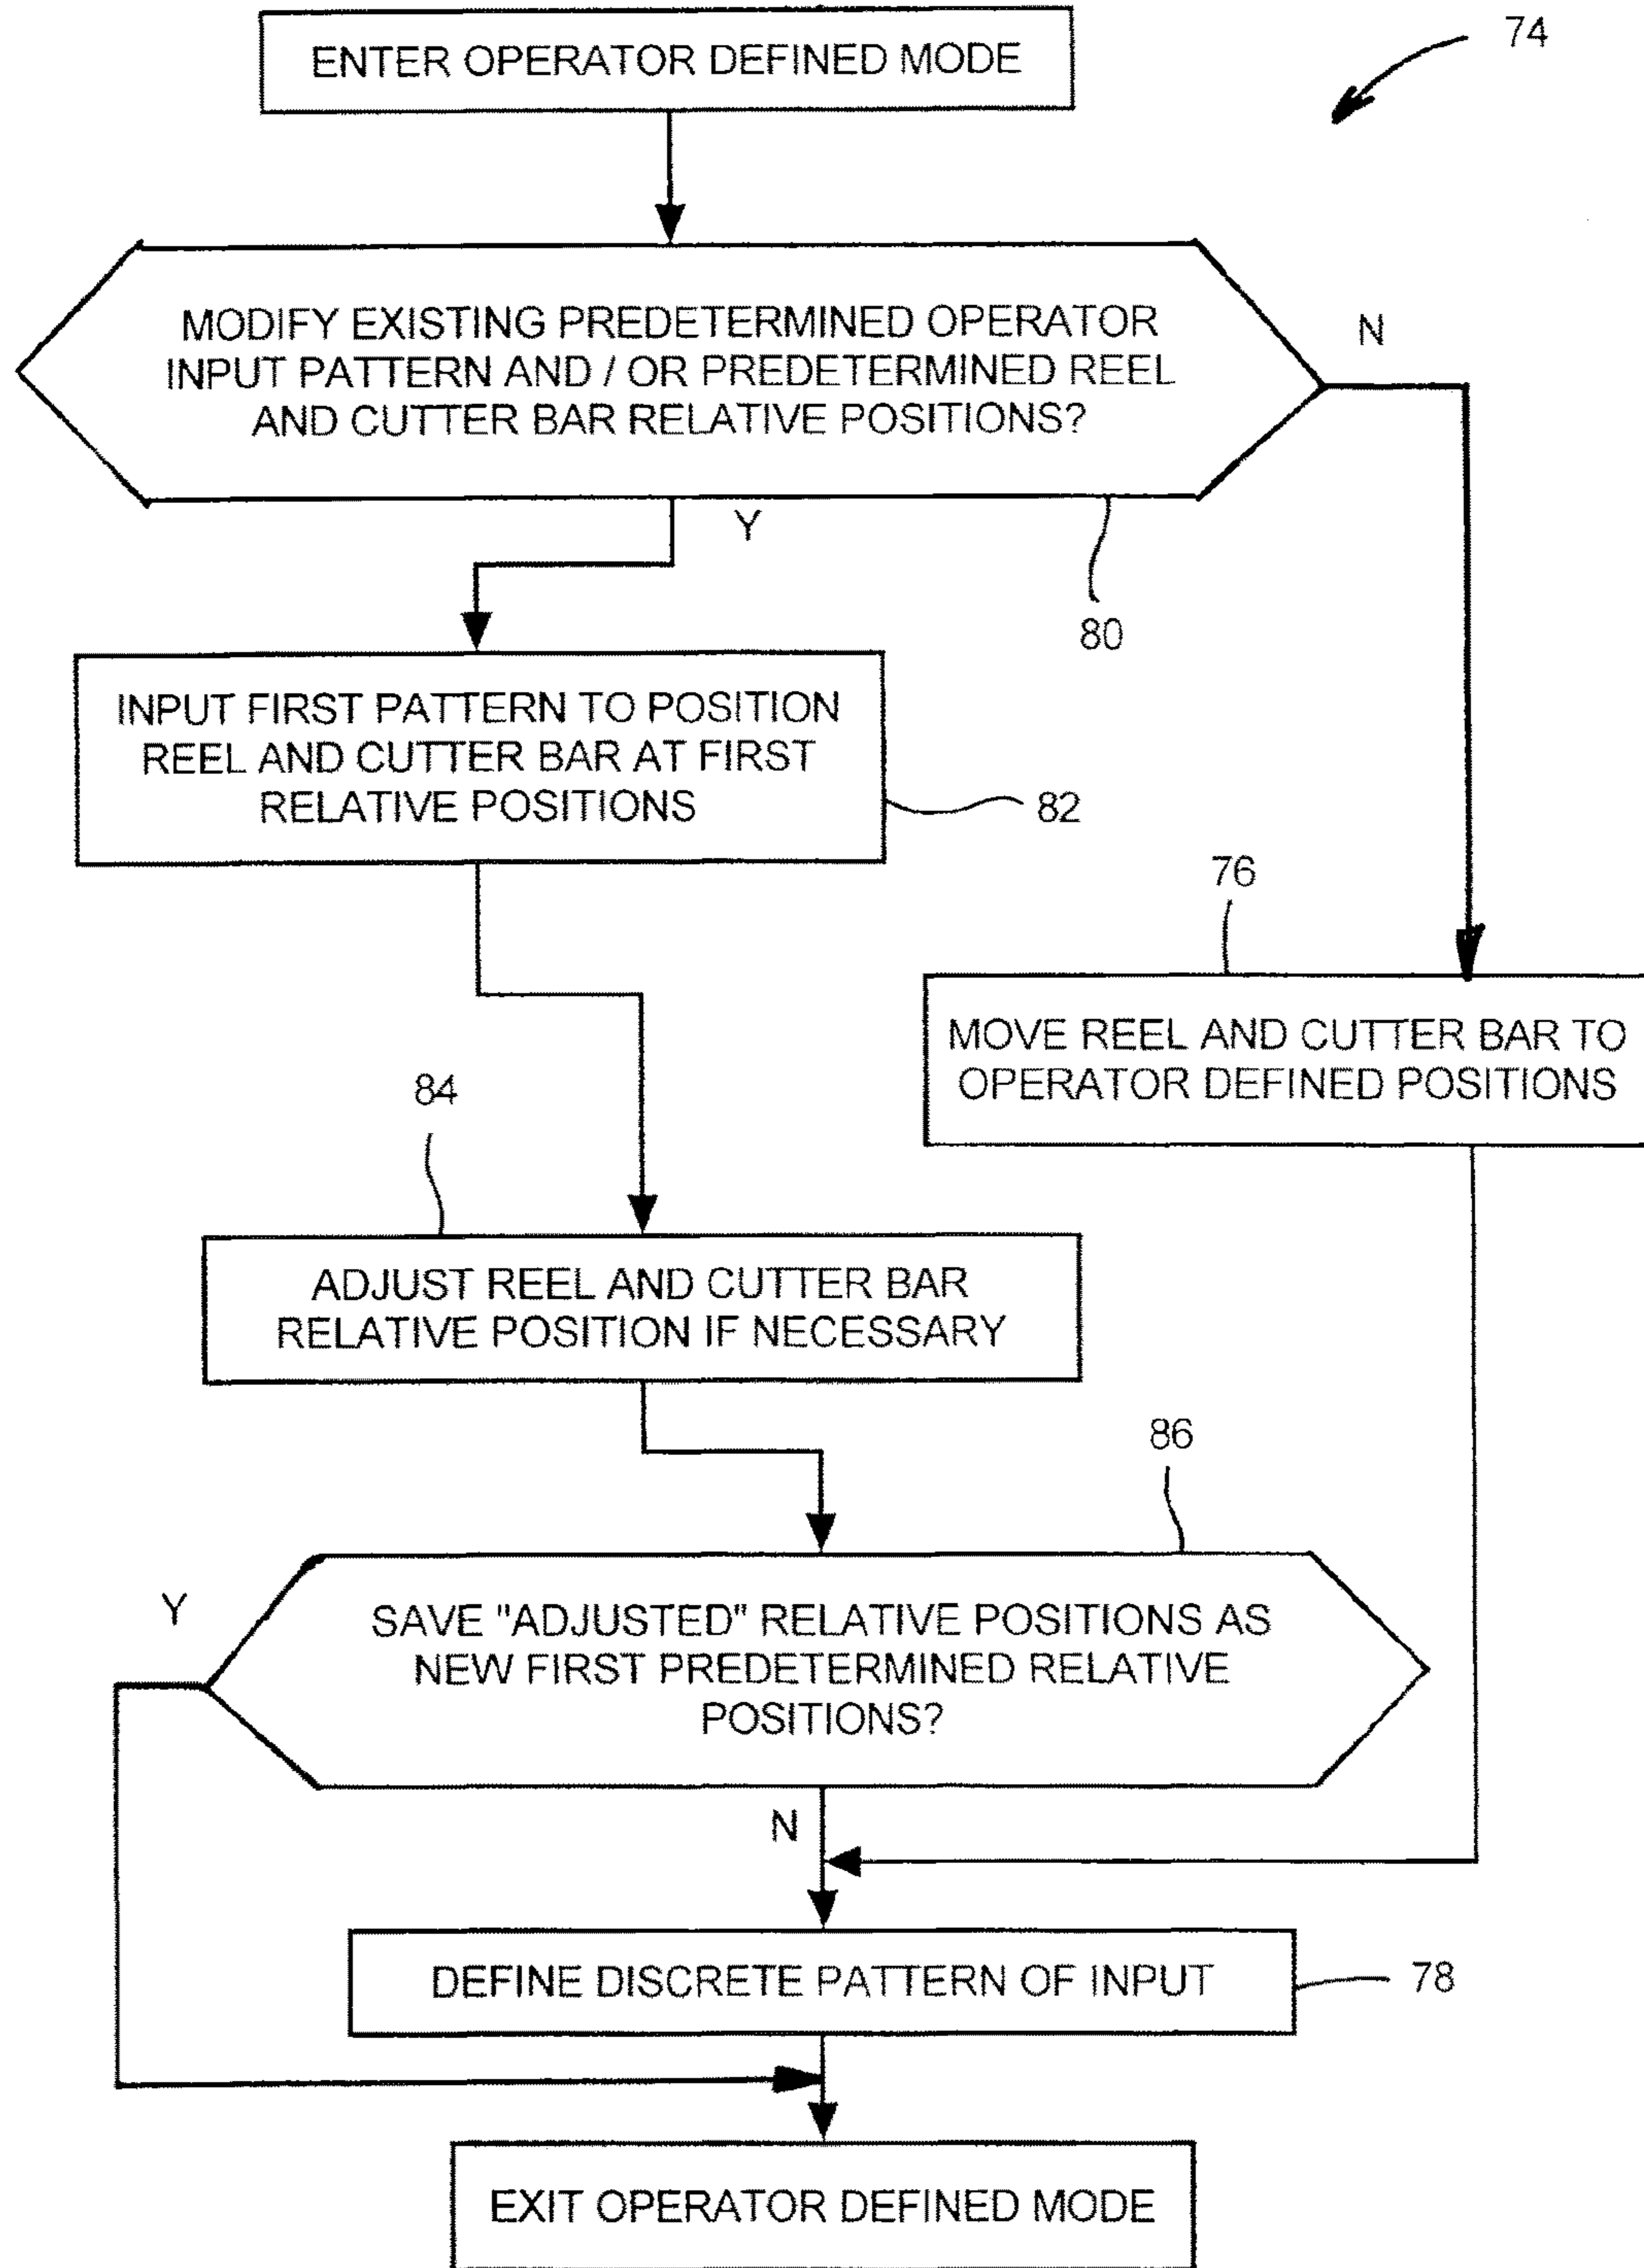 ENTER OPERATOR DEFINED MODE
74
MODIFY EXISTING PREDETERMINED OPERATOR
INPUT PATTERN AND / OR PREDETERMINED REEL
AND CUTTER BAR RELATIVE POSITIONS?
N
Y
80
INPUT FIRST PATTERN TO POSITION
REEL AND CUTTER BAR AT FIRST
RELATIVE POSITIONS
82
76
MOVE REEL AND CUTTER BAR TO
OPERATOR DEFINED POSITIONS
84
ADJUST REEL AND CUTTER BAR
RELATIVE POSITION IF NECESSARY
86
Y
SAVE "ADJUSTED" RELATIVE POSITIONS AS
NEW FIRST PREDETERMINED RELATIVE
POSITIONS?
N
DEFINE DISCRETE PATTERN OF INPUT
78
EXIT OPERATOR DEFINED MODE